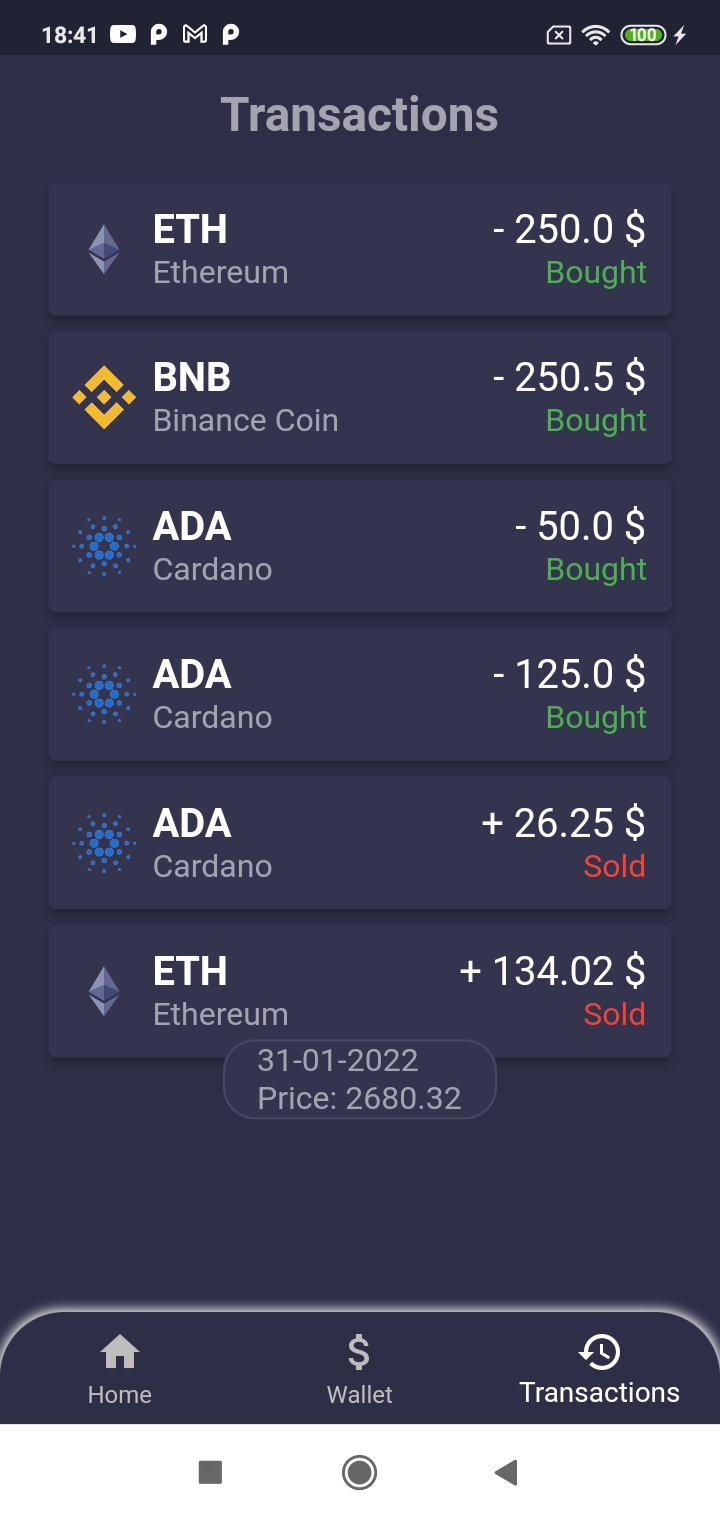 18:41
100
Transactions
ETH - 250.0 $
Ethereum Bought
BNB - 250.5 $
Binance Coin Bought
ADA - 50.0 $
Cardano Bought
ADA - 125.0 $
Cardano Bought
ADA + 26.25 $
Cardano Sold
ETH + 134.02 $
Ethereum Sold
31-01-2022
Price: 2680.32
$
Home Wallet Transactions